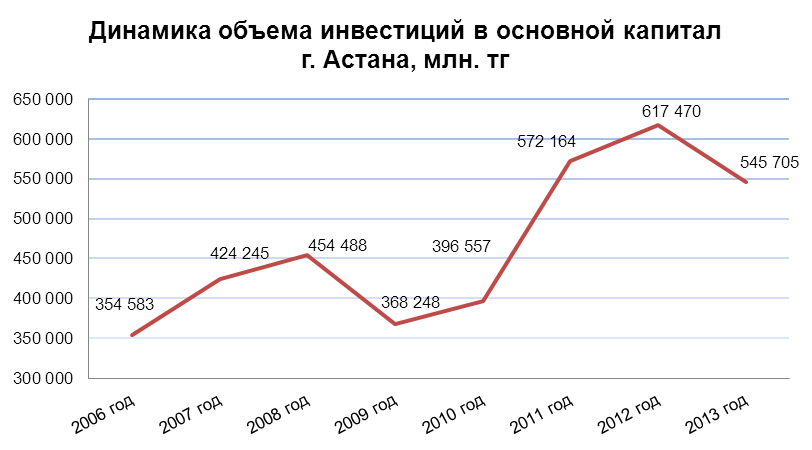 Динамика объема инвестиций в основной капитал
г. Астана, млн. тг
650 000
600 000
550 000
500 000
450 000
400 000
350 000
300 000
354 583
424 245
454 488
368 248
396 557
572 164
617 470
545 705
2006 год
2007 год
2008 год
2009 год
2010 год
2011 год
2012 год
2013 год